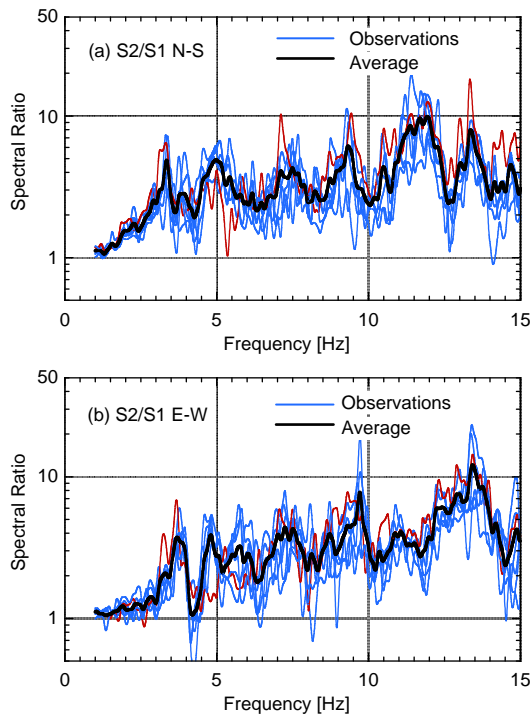 50
(a) S2/S1 N-S
Observations
Average
10
Spectral Ratio
1
0
5
10
15
Frequency [Hz]
50
(b) S2/S1 E-W
Observations
Average
10
Spectral Ratio
1
0
5
10
15
Frequency [Hz]